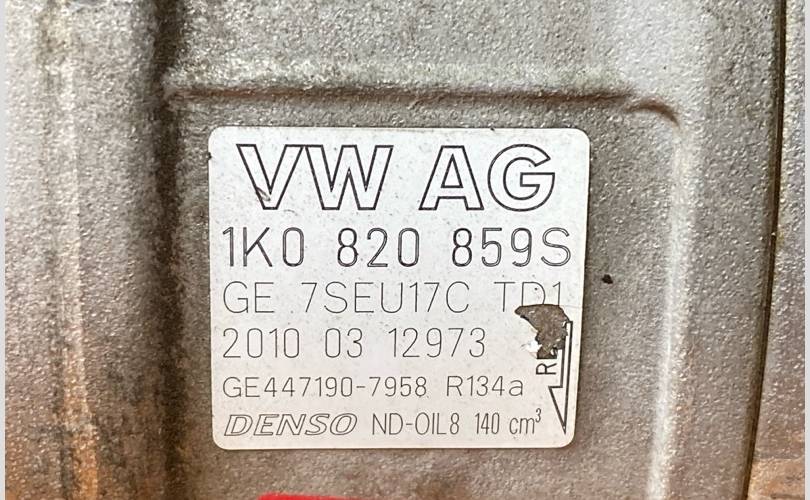 VW AG
1K0 820 859S
GE 7SEU17C TD1
2010 03 12973
GE447190-7958 R134a
DENSO ND-OIL8 140 cm³